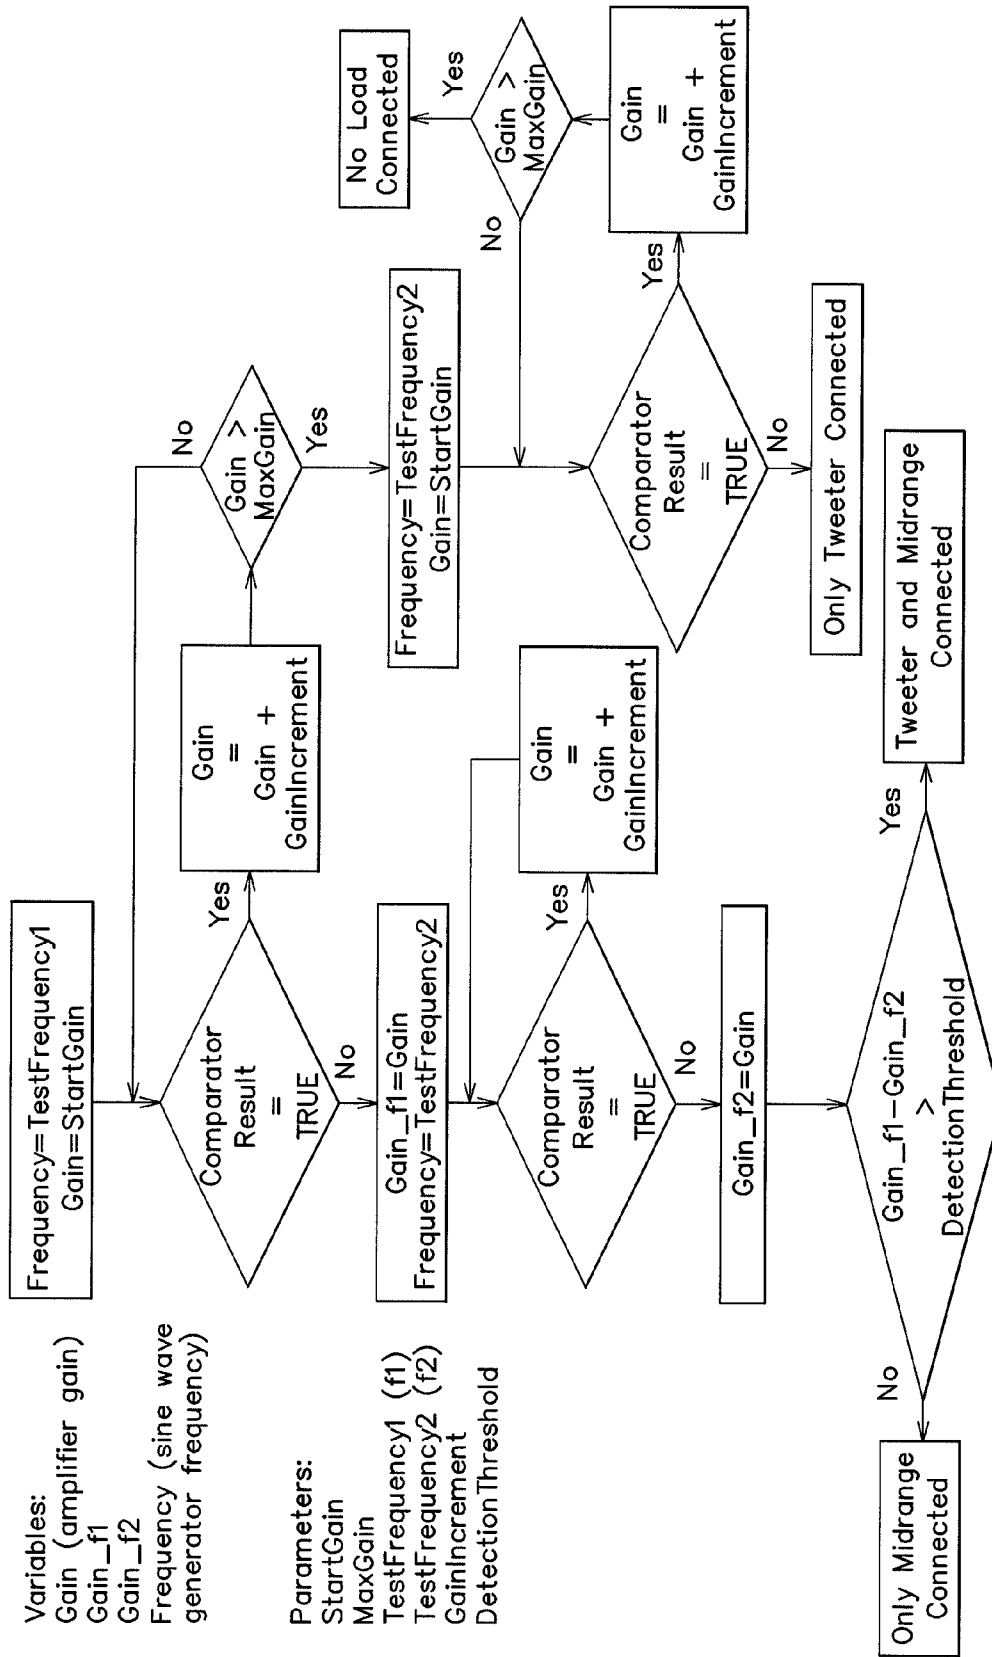 Variables:
Gain (amplifier gain)
Gain_f1
Gain_f2
Frequency (sine wave
generator frequency)
Parameters:
StartGain
MaxGain
TestFrequency1 (f1)
TestFrequency2 (f2)
GainIncrement
DetectionThreshold
Frequency=TestFrequency1
Gain=StartGain
Comparator
Result
=
TRUE
Yes
No
Gain
=
Gain +
GainIncrement
Gain >
MaxGain
No
Yes
Gain_f1=Gain
Frequency=TestFrequency2
Comparator
Result
=
TRUE
Yes
No
Gain
=
Gain +
GainIncrement
Gain_f2=Gain
Gain_f1-Gain_f2
>
DetectionThreshold
No
Yes
Only Midrange
Connected
Tweeter and Midrange
Connected
Frequency=TestFrequency2
Gain=StartGain
Comparator
Result
=
TRUE
Yes
No
Only Tweeter Connected
Gain
=
Gain +
GainIncrement
Gain >
MaxGain
No
Yes
No Load
Connected